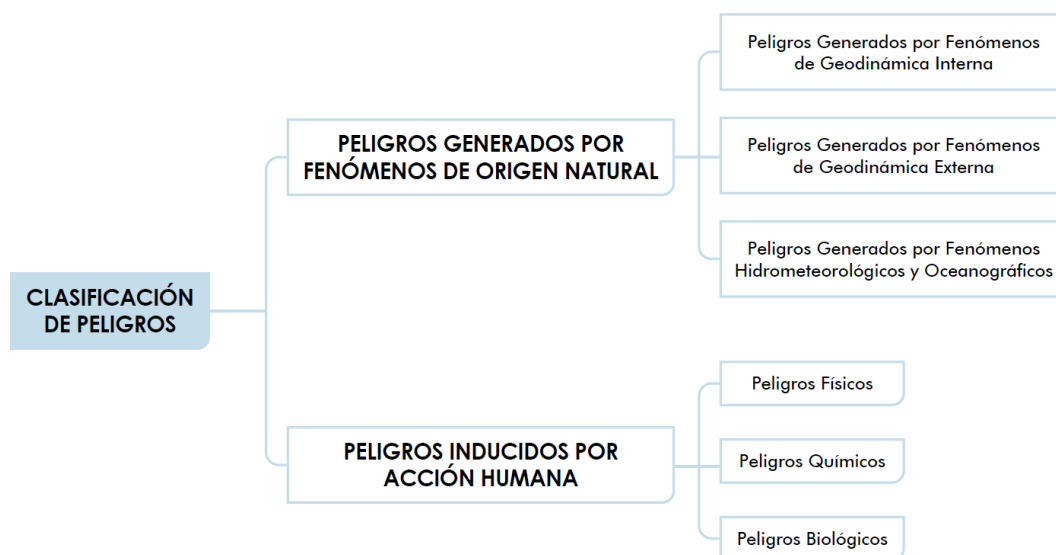 CLASIFICACIÓN
DE PELIGROS
PELIGROS GENERADOS POR
FENÓMENOS DE ORIGEN NATURAL
Peligros Generados por Fenómenos
de Geodinámica Interna
Peligros Generados por Fenómenos
de Geodinámica Externa
Peligros Generados por Fenómenos
Hidrometeorológicos y Oceanográficos
PELIGROS INDUCIDOS POR
ACCIÓN HUMANA
Peligros Físicos
Peligros Químicos
Peligros Biológicos